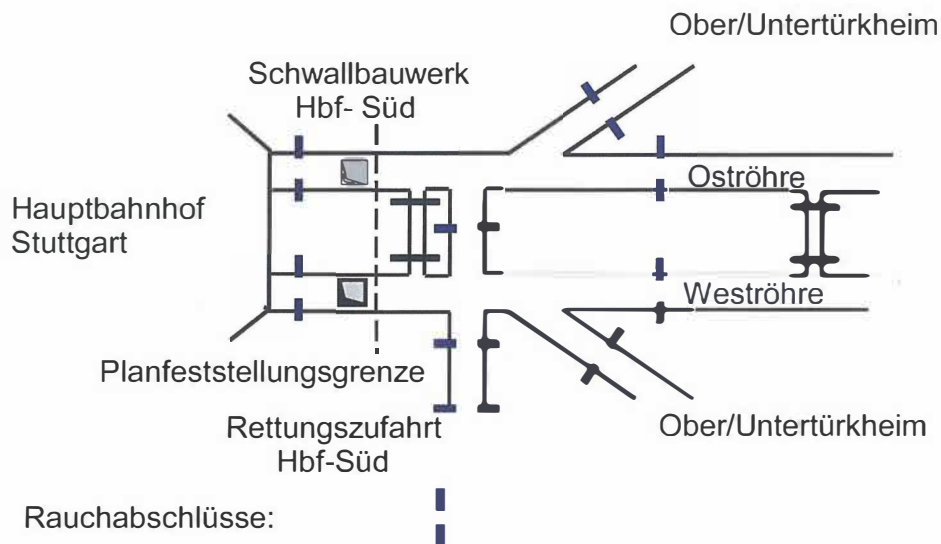 Ober/Untertürkheim
Schwallbauwerk
Hbf- Süd
Oströhre
Hauptbahnhof
Stuttgart
Weströhre
Planfeststellungsgrenze
Rettungszufahrt
Hbf-Süd
Ober/Untertürkheim
Rauchabschlüsse: